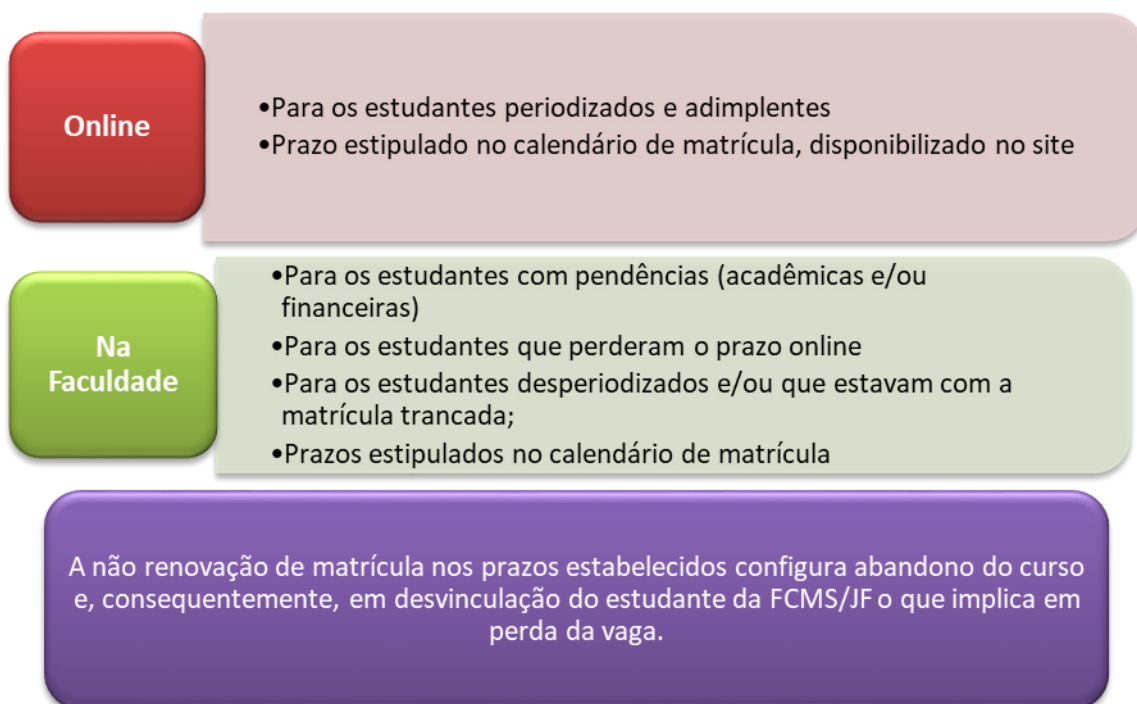 Online
•Para os estudantes periodizados e adimplentes
•Prazo estipulado no calendário de matrícula, disponibilizado no site
Na
Faculdade
•Para os estudantes com pendências (acadêmicas e/ou
financeiras)
•Para os estudantes que perderam o prazo online
•Para os estudantes desperiodizados e/ou que estavam com a
matrícula trancada;
•Prazos estipulados no calendário de matrícula
A não renovação de matrícula nos prazos estabelecidos configura abandono do curso
e, consequentemente, em desvinculação do estudante da FCMS/JF o que implica em
perda da vaga.